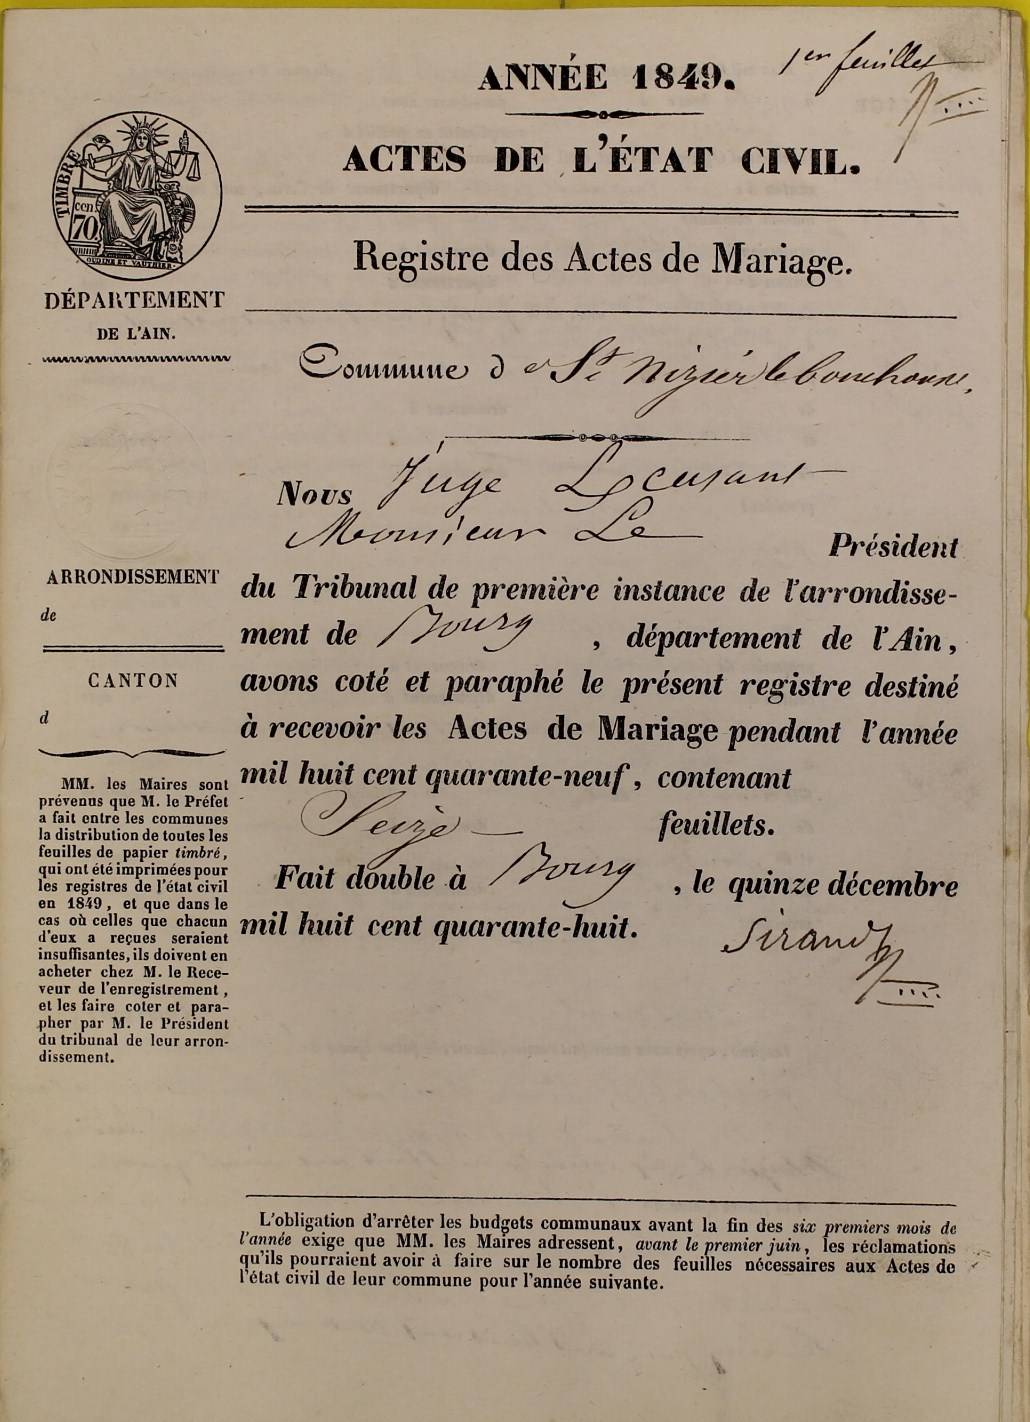 1er feuillet
ANNÉE 1849.
ACTES DE L'ÉTAT CIVIL.
TIMBRE
cen.
70
OUDINE ET VAUTHIER
Registre des Actes de Mariage.
DÉPARTEMENT
DE L'AIN.
Commune de St Nizier le bouchoux,
Nous Juge
Monsieur Le Président
du Tribunal de première instance de l'arrondisse-
ment de Bourg, département de l'Ain,
avons coté et paraphé le présent registre destiné
à recevoir les Actes de Mariage pendant l'année
mil huit cent quarante-neuf, contenant
Seize feuillets.
Fait double à Bourg, le quinze décembre
mil huit cent quarante-huit.
Sirand
ARRONDISSEMENT
de
CANTON
d
MM. les Maires sont
prévenus que M. le Préfet
a fait entre les communes
la distribution de toutes les
feuilles de papier timbré,
qui ont été imprimées pour
les registres de l'état civil
en 1849, et que dans le
cas où celles que chacun
d'eux a reçues seraient
insuffisantes, ils doivent en
acheter chez M. le Rece-
veur de l'enregistrement,
et les faire coter et para-
pher par M. le Président
du tribunal de leur arron-
dissement.
L'obligation d'arrêter les budgets communaux avant la fin des six premiers mois de
l'année exige que MM. les Maires adressent, avant le premier juin, les réclamations
qu'ils pourraient avoir à faire sur le nombre des feuilles nécessaires aux Actes de
l'état civil de leur commune pour l'année suivante.